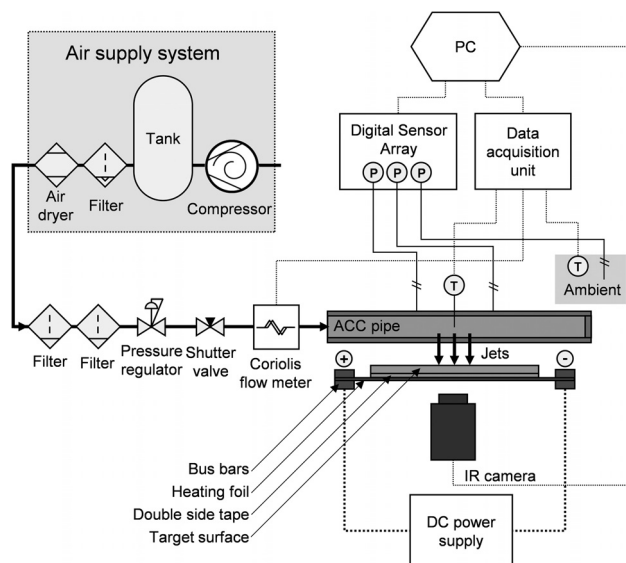 Air supply system
Tank
Air
dryer
Filter
Compressor
PC
Digital Sensor
Array
P P P
Data
acquisition
unit
T
T
Ambient
Filter
Filter
Pressure
regulator
Shutter
valve
Coriolis
flow meter
ACC pipe
Jets
+
-
Bus bars
Heating foil
Double side tape
Target surface
IR camera
DC power
supply